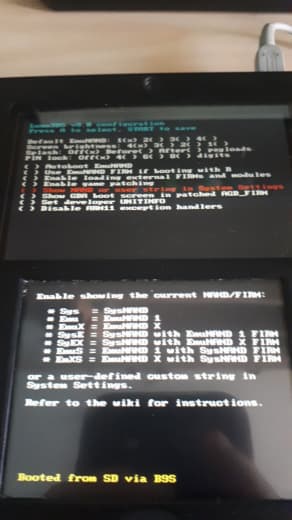 configuration
Press A to select, START to save
Default EmuNAND: 1(x) 2( ) 3( ) 4( )
Screen brightness: 4(x) 3( ) 2( ) 1( )
Splash: Off(x) Before( ) After( ) payloads
PIN lock: Off(x) 4( ) 6( ) 8( ) digits
( ) Autoboot EmuNAND
( ) Use EmuNAND FIRM if booting with R
( ) Enable loading external FIRMs and modules
( ) Enable game patching
( ) Show NAND or user string in System Settings
( ) Show GBA boot screen in patched AGB_FIRM
( ) Set developer UNITINFO
( ) Disable ARM11 exception handlers
Enable showing the current NAND/FIRM:
* Sys = SysNAND
* Emu = EmuNAND 1
* EmuX = EmuNAND X
* SysE = SysNAND with EmuNAND 1 FIRM
* SyEX = SysNAND with EmuNAND X FIRM
* EmuS = EmuNAND 1 with SysNAND FIRM
* EmXS = EmuNAND X with SysNAND FIRM
or a user-defined custom string in
System Settings.
Refer to the wiki for instructions.
Booted from SD via B9S